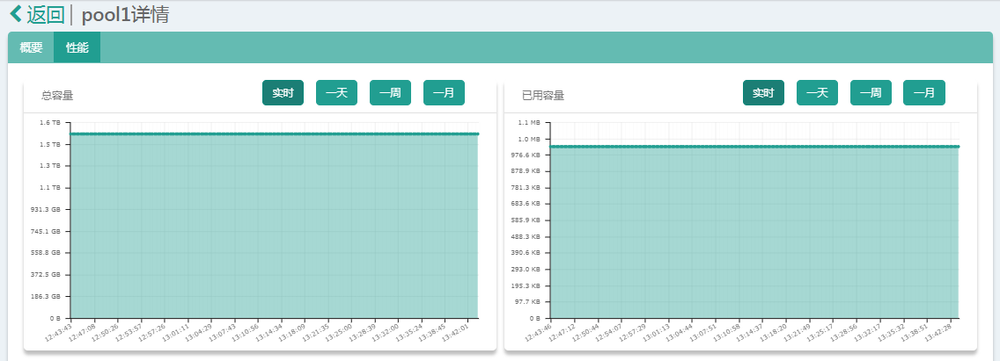 返回 | pool1详情
概要 性能
总容量 实时 一天 一周 一月
1.6 TB
1.5 TB
1.3 TB
1.1 TB
931.3 GB
745.1 GB
558.8 GB
372.5 GB
186.3 GB
0 B
12:43:43 12:47:08 12:50:26 12:53:57 12:57:26 13:01:11 13:04:29 13:07:43 13:10:56 13:14:34 13:18:09 13:21:35 13:25:00 13:28:39 13:32:00 13:35:24 13:38:45 13:42:01
已用容量 实时 一天 一周 一月
1.1 MB
1.0 MB
976.6 KB
878.9 KB
781.3 KB
683.6 KB
585.9 KB
488.3 KB
390.6 KB
293.0 KB
195.3 KB
97.7 KB
0 B
12:43:46 12:47:12 12:50:44 12:54:07 12:57:29 13:01:13 13:04:44 13:07:51 13:10:58 13:14:37 13:18:20 13:21:49 13:25:17 13:28:56 13:32:17 13:35:32 13:38:51 13:42:28